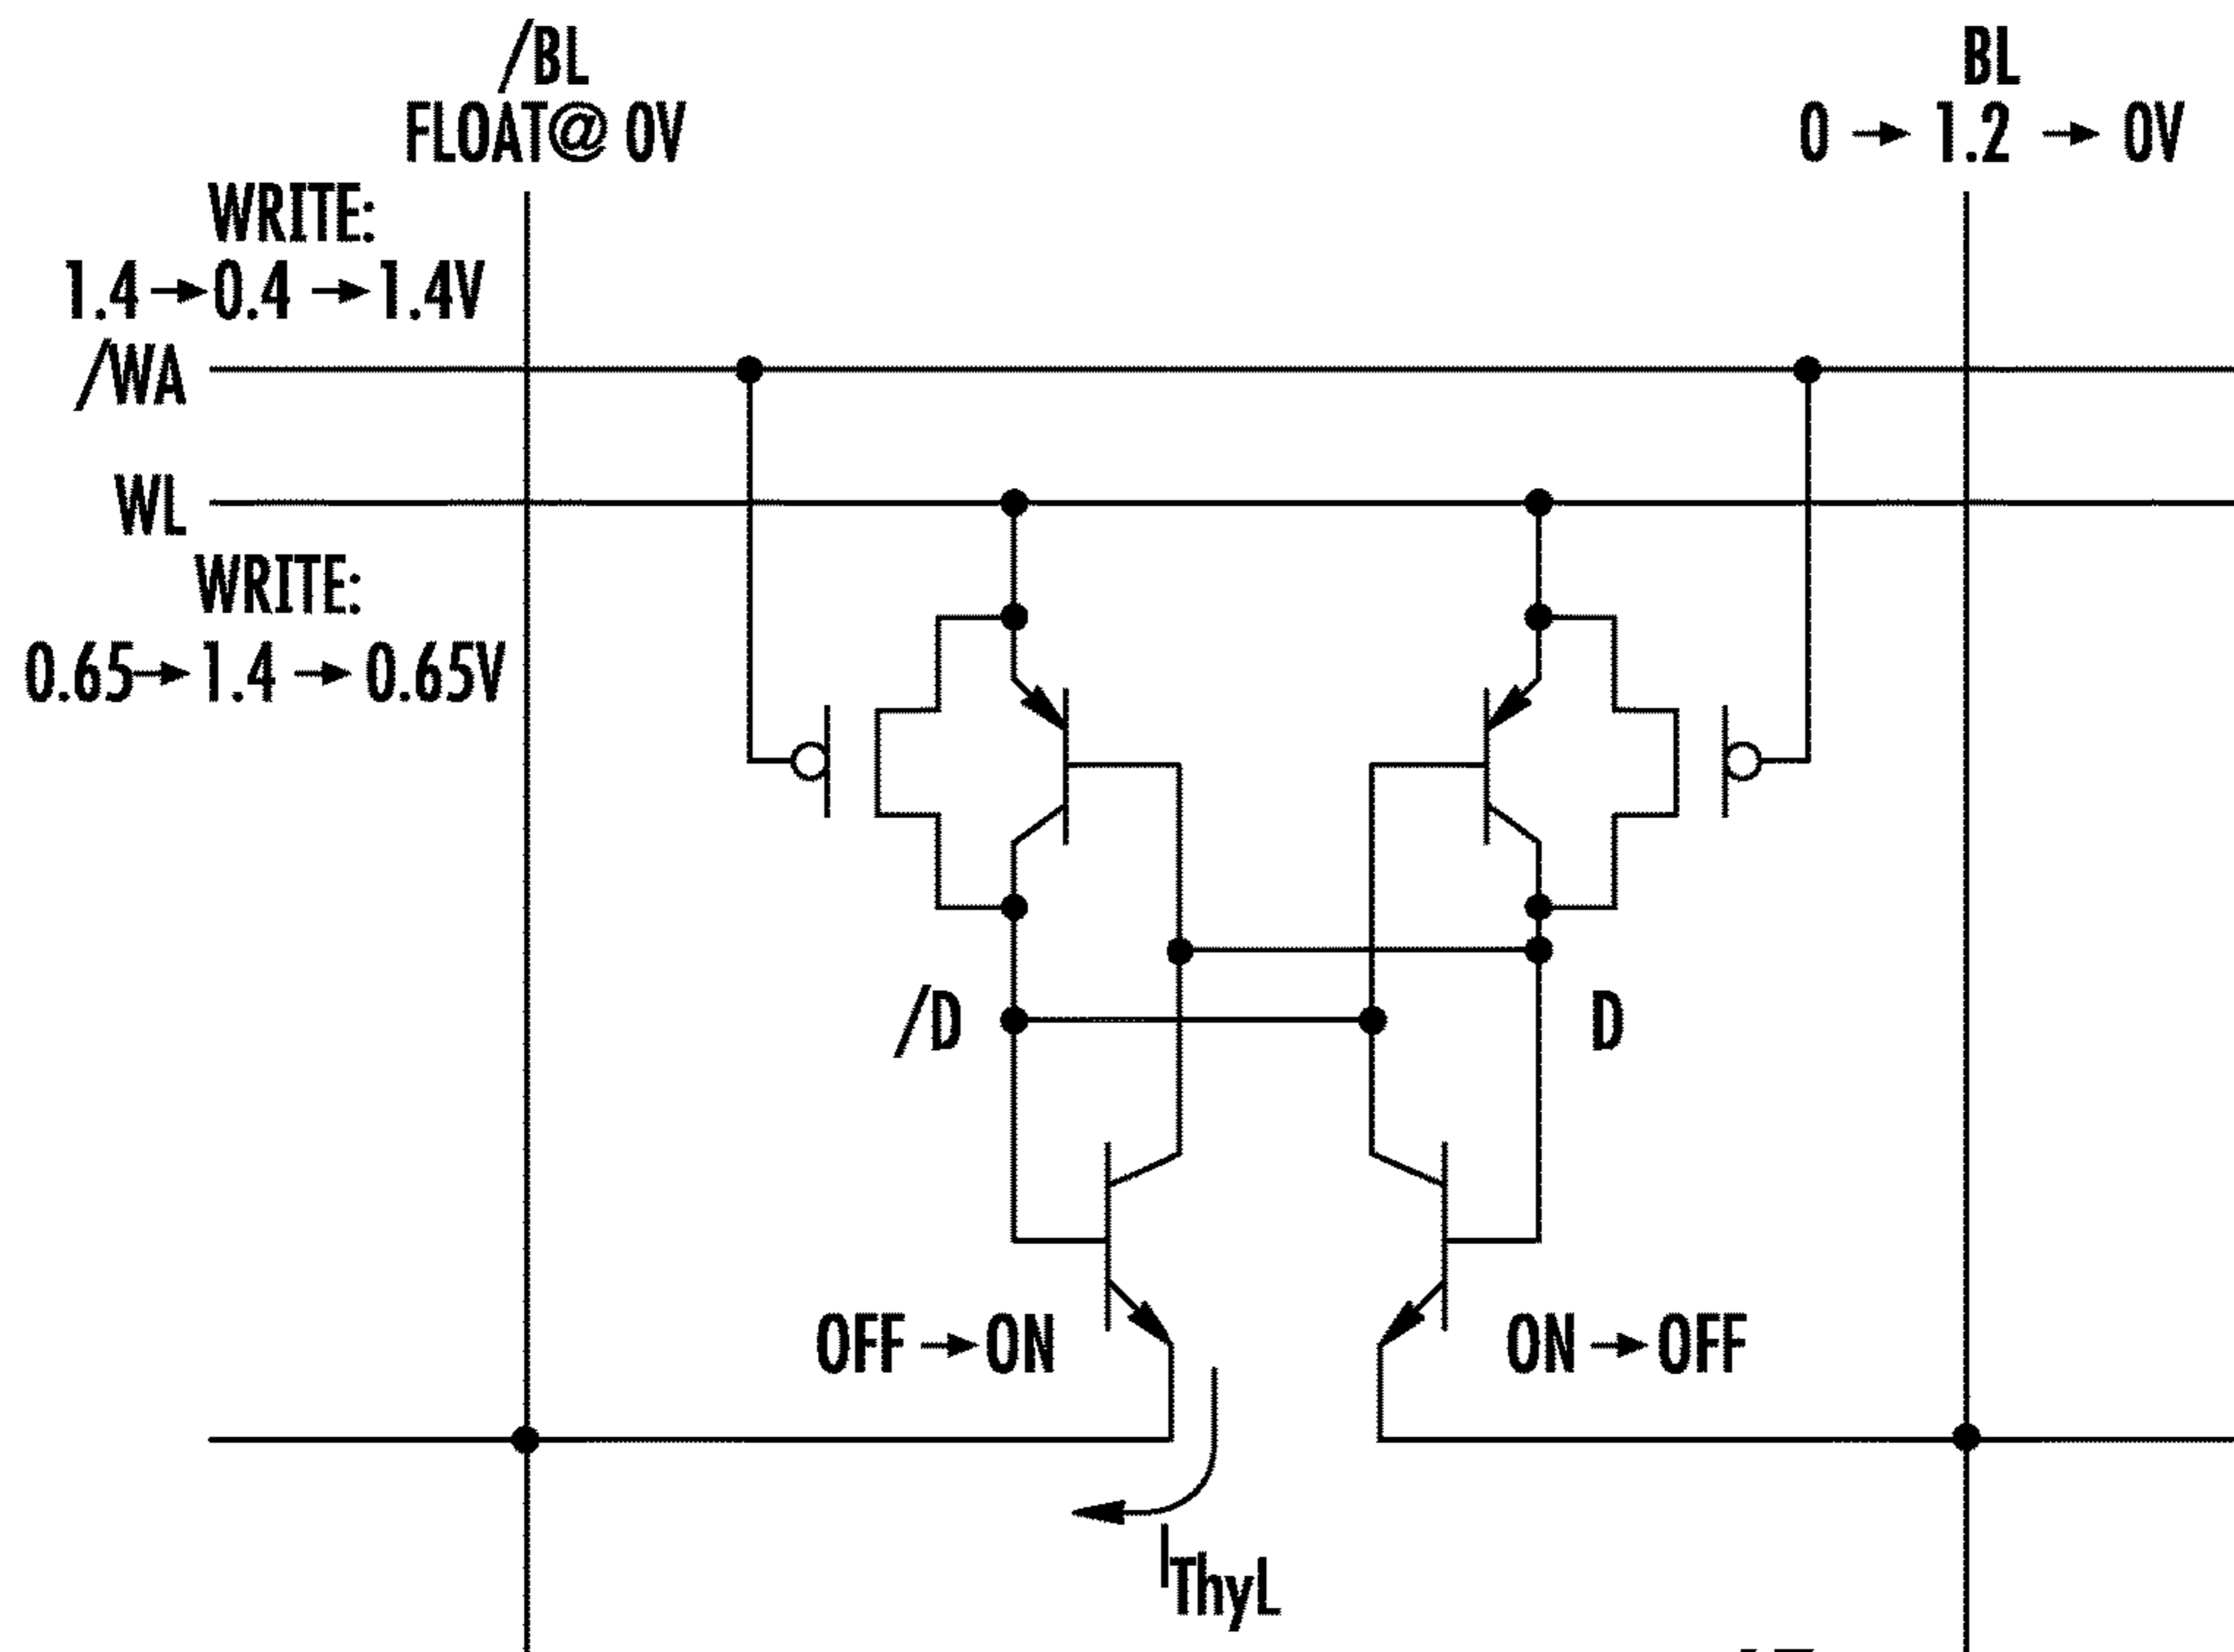 /BL
FLOAT@ 0V
BL
0 → 1.2 → 0V
WRITE:
1.4 → 0.4 → 1.4V
/WA
WL
WRITE:
0.65 → 1.4 → 0.65V
/D
D
OFF → ON
ON → OFF
IThyL